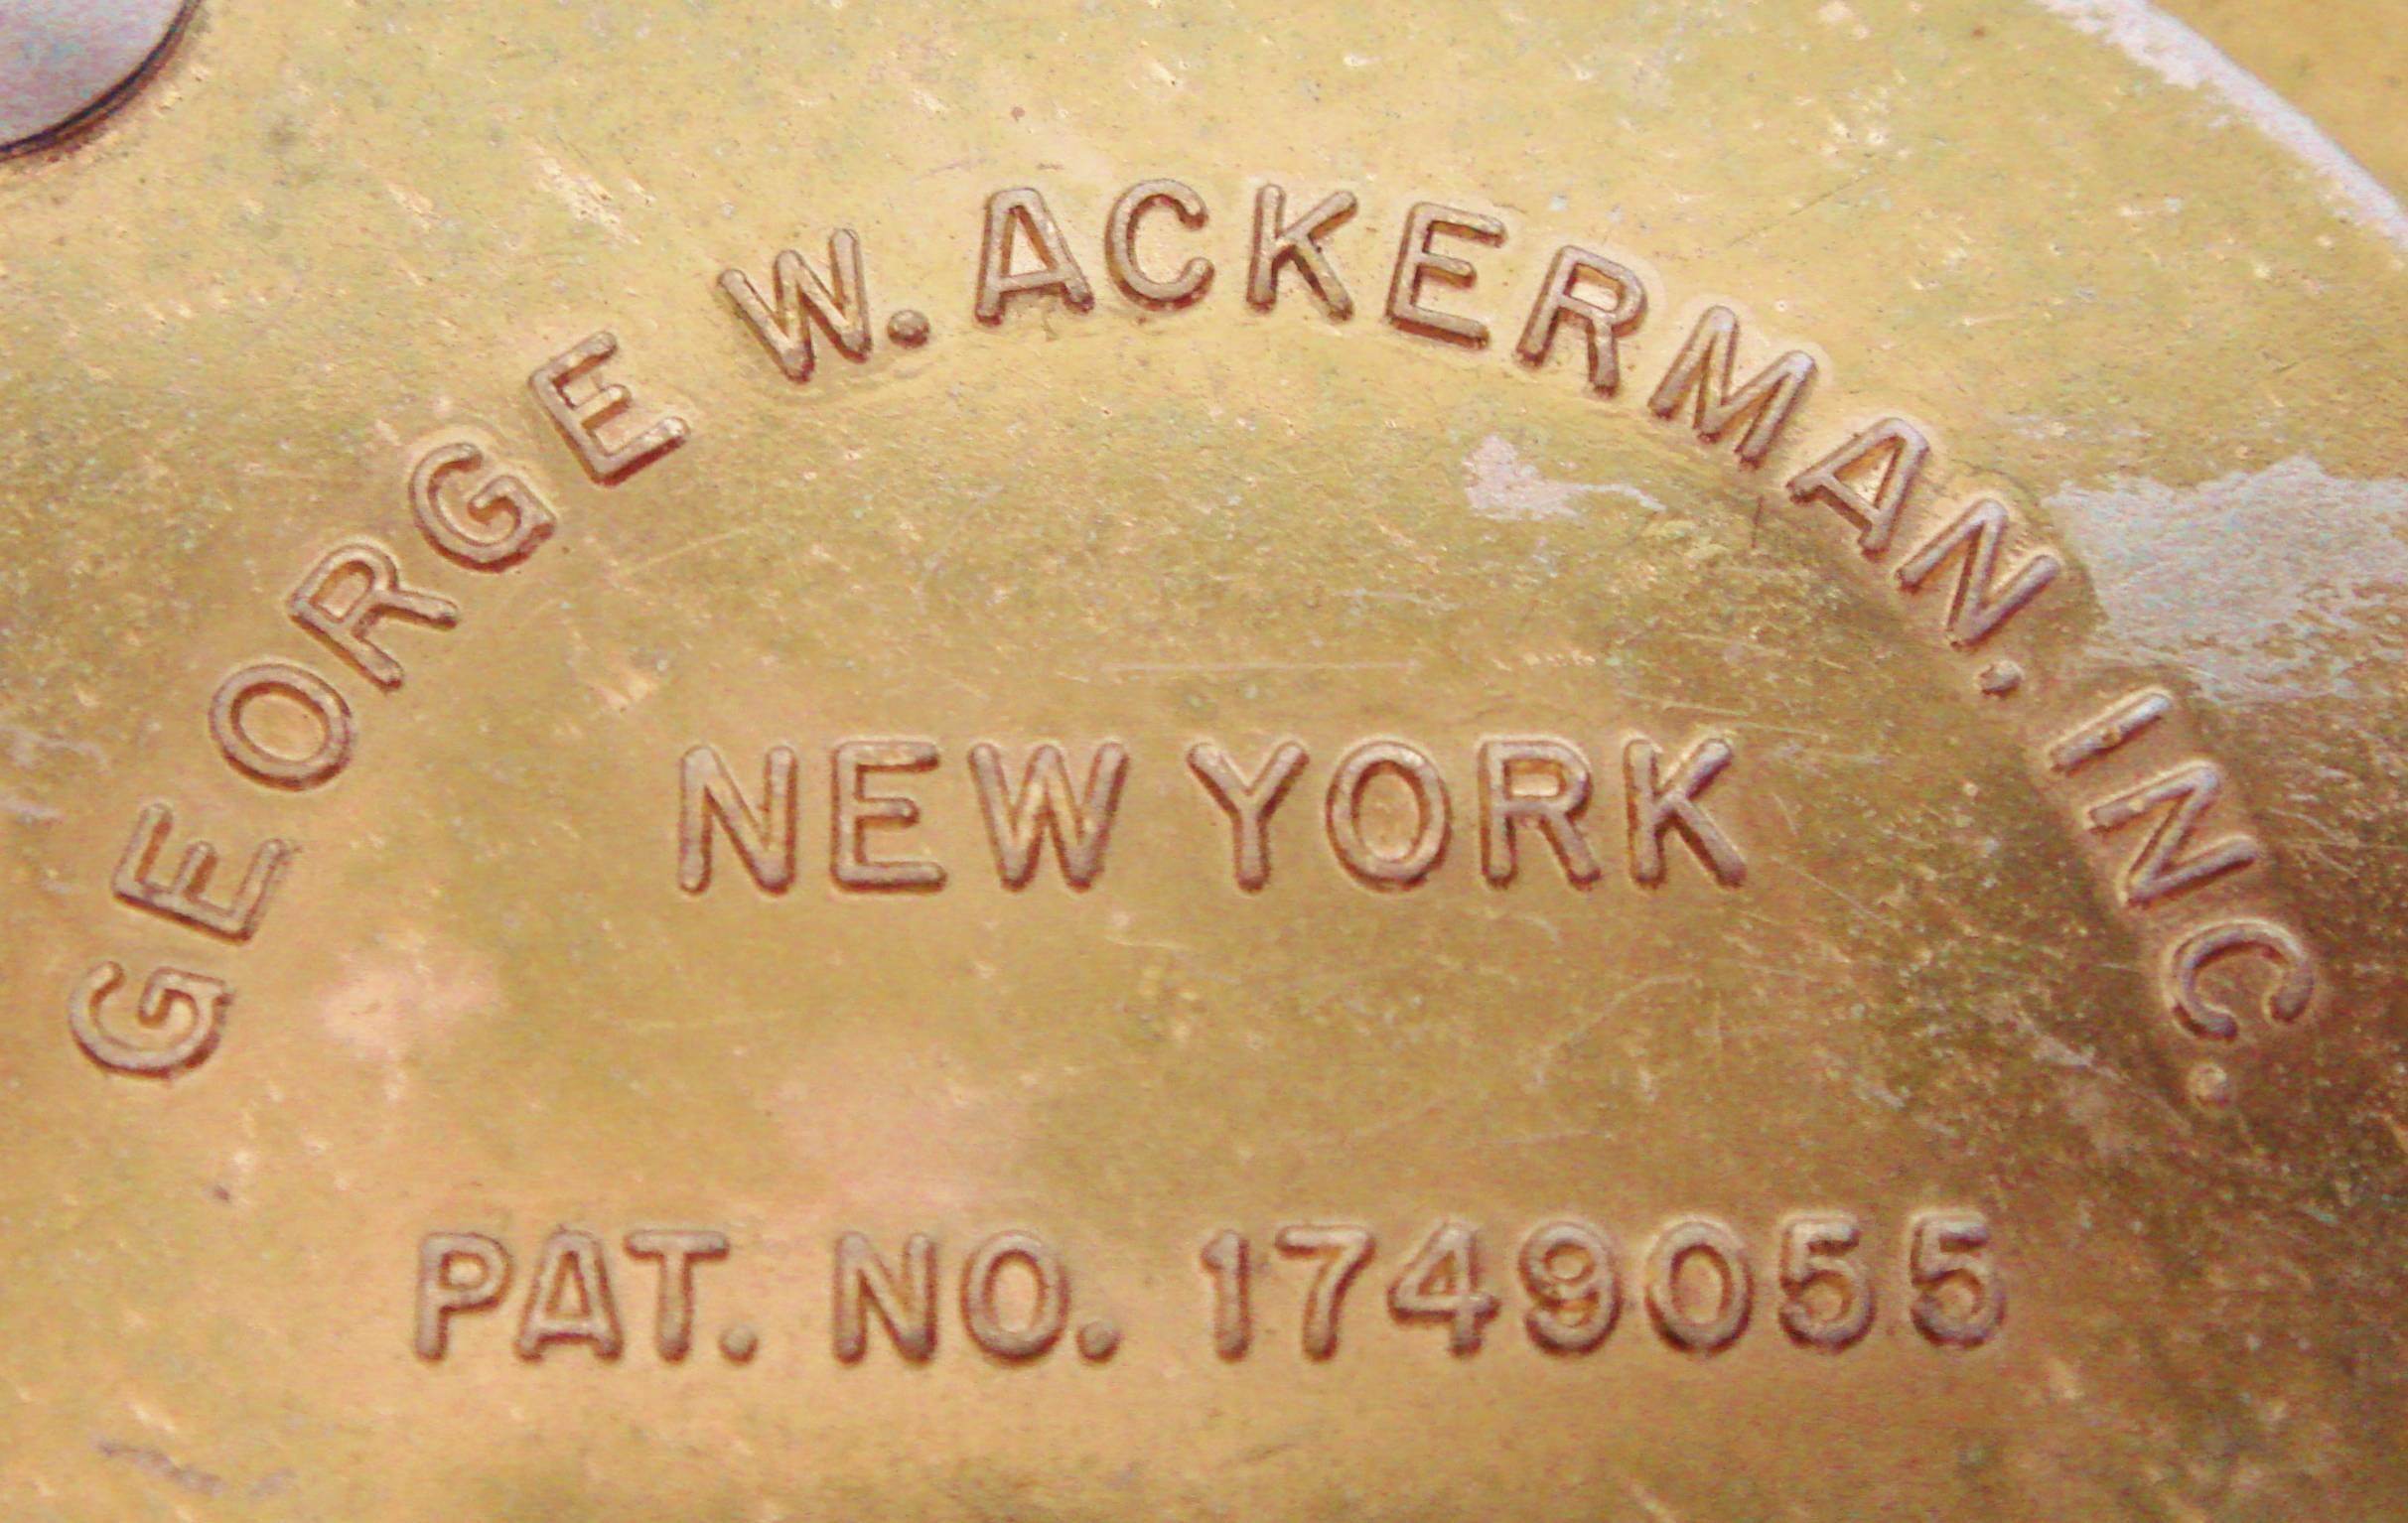 GEORGE W. ACKERMAN. INC.
NEW YORK
PAT. NO. 1749055